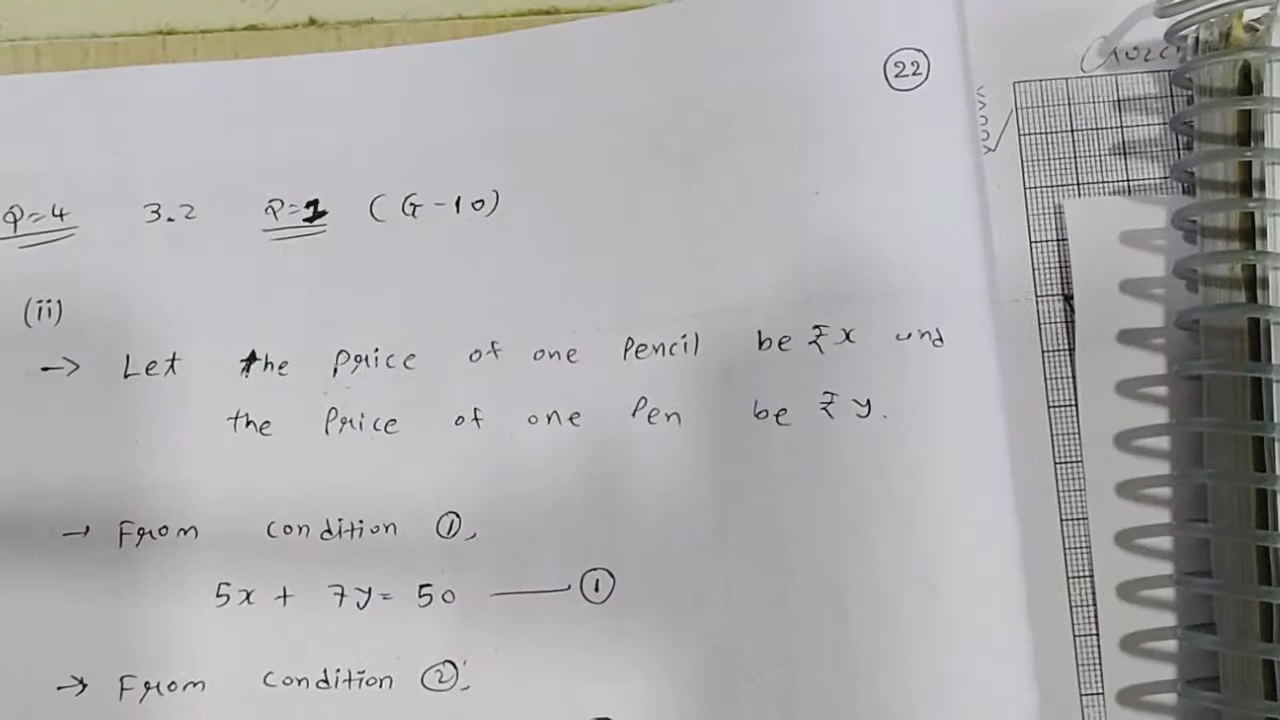 22
Q=4 3.2 P=1 (G-10)
(ii)
→ Let the price of one Pencil be ₹x and
the Price of one Pen be ₹y.
→ From condition ①,
5x + 7y = 50 —— ①
→ From condition ②,